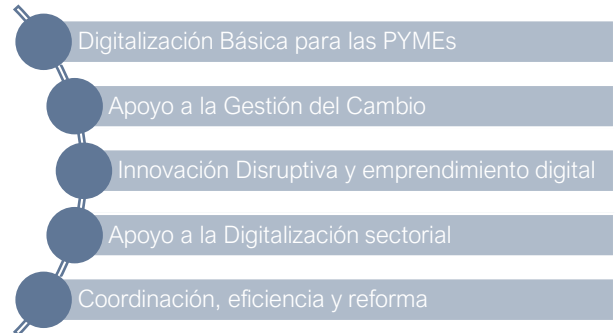 Digitalización Básica para las PYMEs
Apoyo a la Gestión del Cambio
Innovación Disruptiva y emprendimiento digital
Apoyo a la Digitalización sectorial
Coordinación, eficiencia y reforma